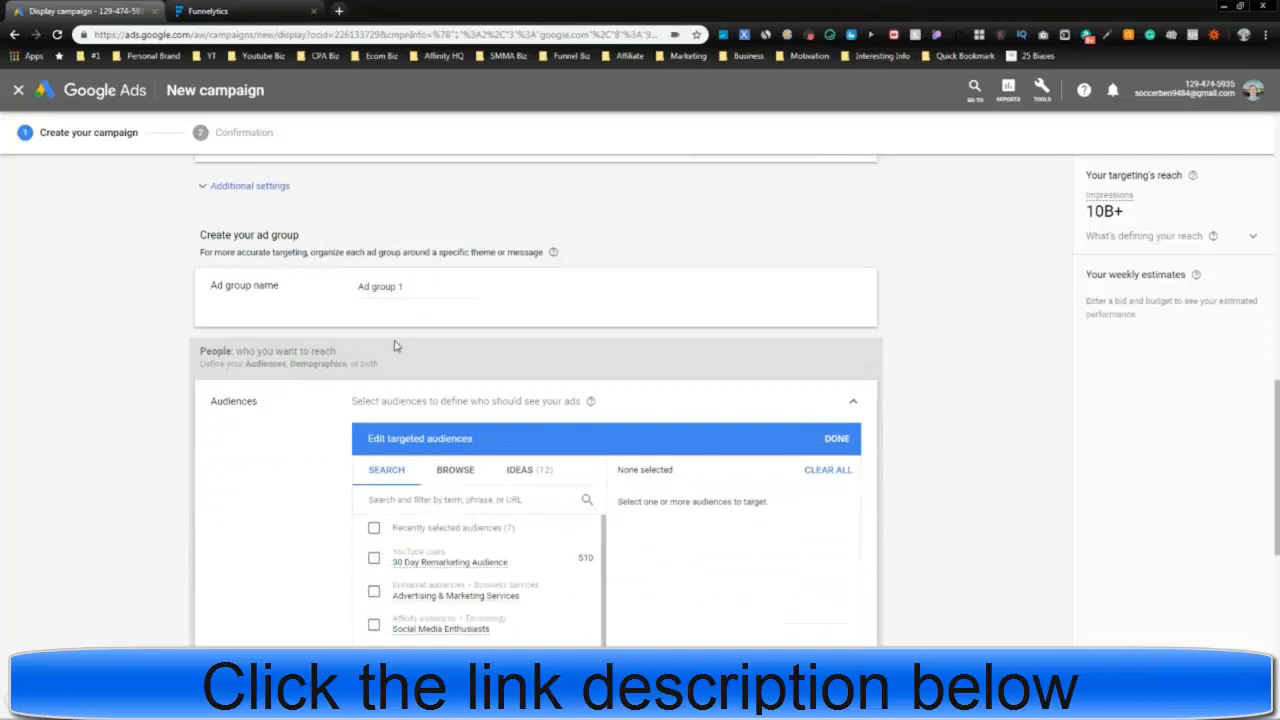 Display campaign - 129-474-593
Funnelytics
https://ads.google.com/aw/campaigns/new/display?ocid=226133729&cmpnInfo=%7B"1"%3A2%2C"3"%3A"google.com"%2C"8"%3A"9...
Apps
#1
Personal Brand
YT
Youtube Biz
CPA Biz
Ecom Biz
Affinity HQ
SMMA Biz
Funnel Biz
Affiliate
Marketing
Business
Motivation
Interesting Info
Quick Bookmark
25 Biases
Google Ads
New campaign
GO TO
REPORTS
TOOLS
129-474-5935
soccerben9484@gmail.com
1 Create your campaign
2 Confirmation
Additional settings
Create your ad group
For more accurate targeting, organize each ad group around a specific theme or message
Ad group name
Ad group 1
People: who you want to reach
Define your Audiences, Demographics, or both
Audiences
Select audiences to define who should see your ads
Edit targeted audiences
DONE
SEARCH
BROWSE
IDEAS (12)
None selected
CLEAR ALL
Search and filter by term, phrase, or URL
Select one or more audiences to target.
Recently selected audiences (7)
YouTube users
30 Day Remarketing Audience
510
In-market audiences • Business Services
Advertising & Marketing Services
Affinity audiences • Technology
Social Media Enthusiasts
Your targeting's reach
Impressions
10B+
What's defining your reach
Your weekly estimates
Enter a bid and budget to see your estimated
performance
Click the link description below